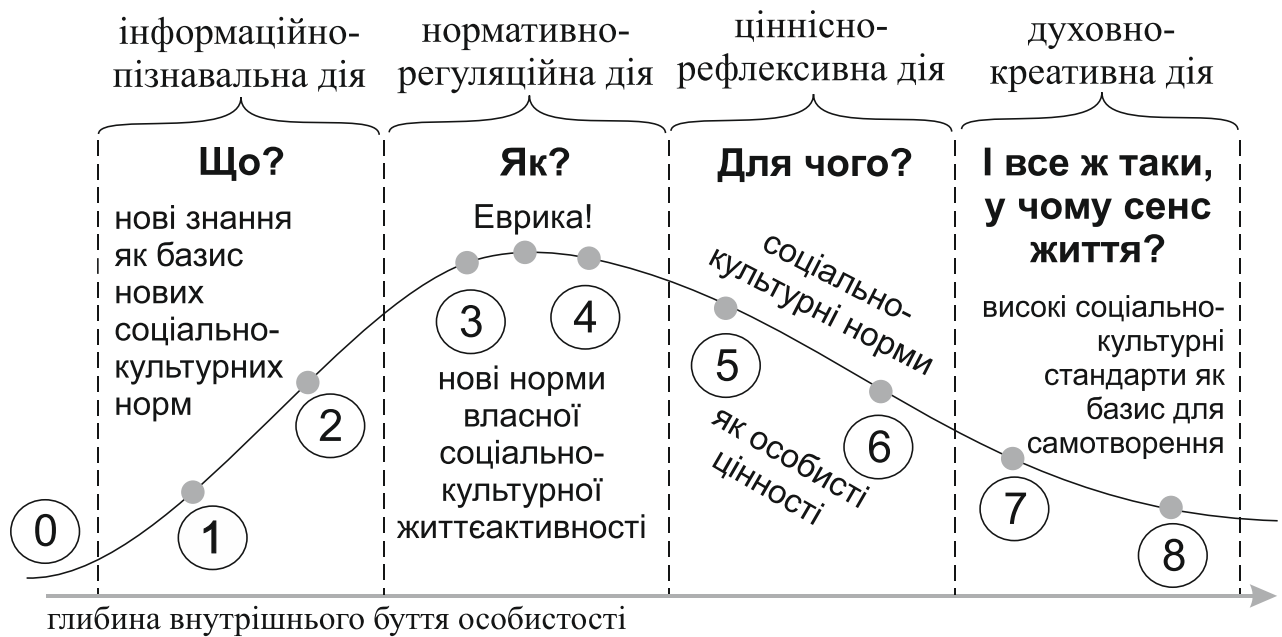 інформаційно-
пізнавальна дія
нормативно-
регуляційна дія
ціннісно-
рефлексивна дія
духовно-
креативна дія
Що?
нові знання
як базис
нових
соціально-
культурних
норм
0
1
2
Як?
Еврика!
3
4
нові норми
власної
соціально-
культурної
життєактивності
Для чого?
соціально-
культурні норми
5
6
як особисті
цінності
І все ж таки,
у чому сенс
життя?
високі соціально-
культурні
стандарти як
базис для
самотворення
7
8
глибина внутрішнього буття особистості